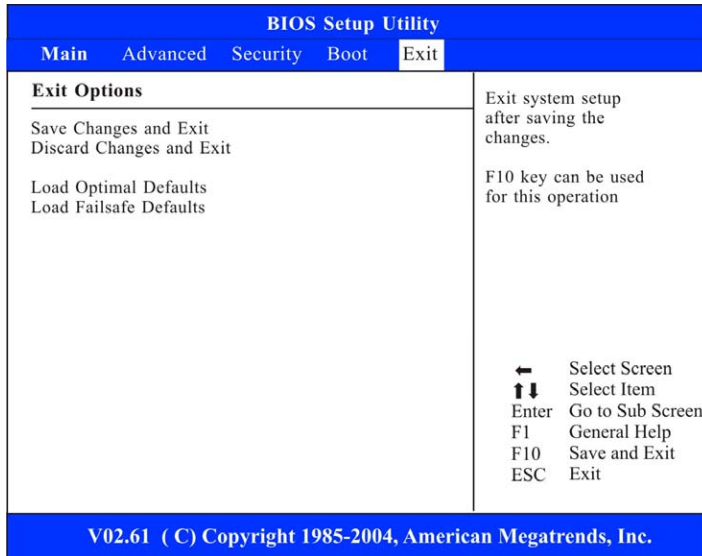 BIOS Setup Utility
Main Advanced Security Boot Exit
Exit Options
Save Changes and Exit
Discard Changes and Exit
Load Optimal Defaults
Load Failsafe Defaults
Exit system setup
after saving the
changes.
F10 key can be used
for this operation
Select Screen
Select Item
Enter Go to Sub Screen
F1 General Help
F10 Save and Exit
ESC Exit
V02.61 ( C) Copyright 1985-2004, American Megatrends, Inc.